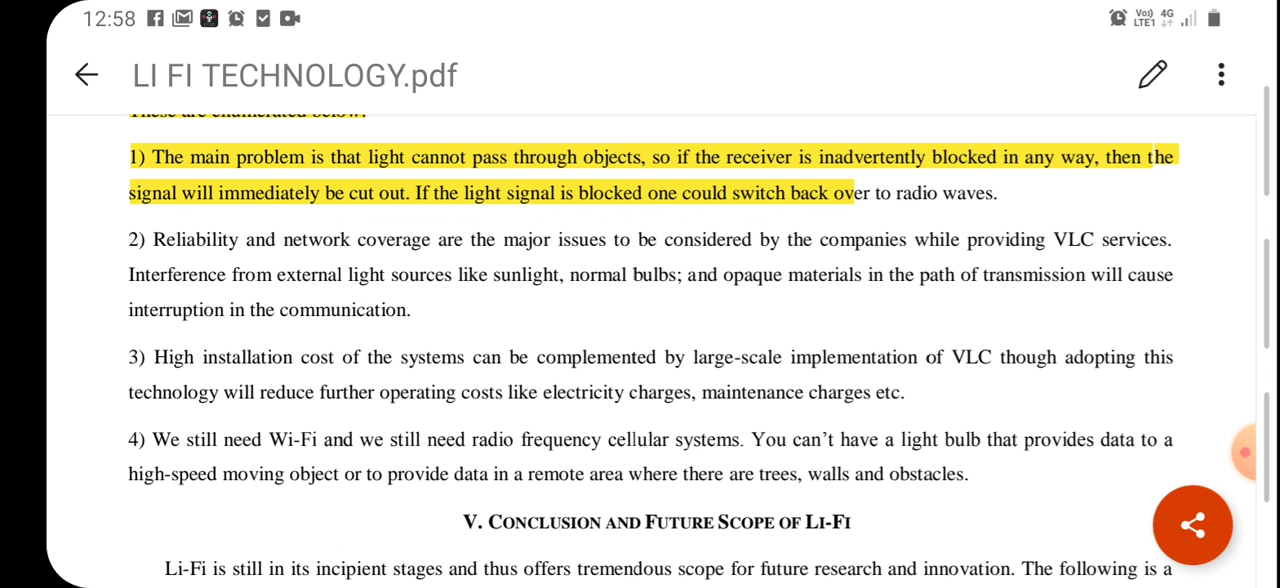 12:58
Vo) 4G
LTE1
LI FI TECHNOLOGY.pdf
These are enumerated below:
1) The main problem is that light cannot pass through objects, so if the receiver is inadvertently blocked in any way, then the
signal will immediately be cut out. If the light signal is blocked one could switch back over to radio waves.
2) Reliability and network coverage are the major issues to be considered by the companies while providing VLC services.
Interference from external light sources like sunlight, normal bulbs; and opaque materials in the path of transmission will cause
interruption in the communication.
3) High installation cost of the systems can be complemented by large-scale implementation of VLC though adopting this
technology will reduce further operating costs like electricity charges, maintenance charges etc.
4) We still need Wi-Fi and we still need radio frequency cellular systems. You can’t have a light bulb that provides data to a
high-speed moving object or to provide data in a remote area where there are trees, walls and obstacles.
V. CONCLUSION AND FUTURE SCOPE OF LI-FI
Li-Fi is still in its incipient stages and thus offers tremendous scope for future research and innovation. The following is a